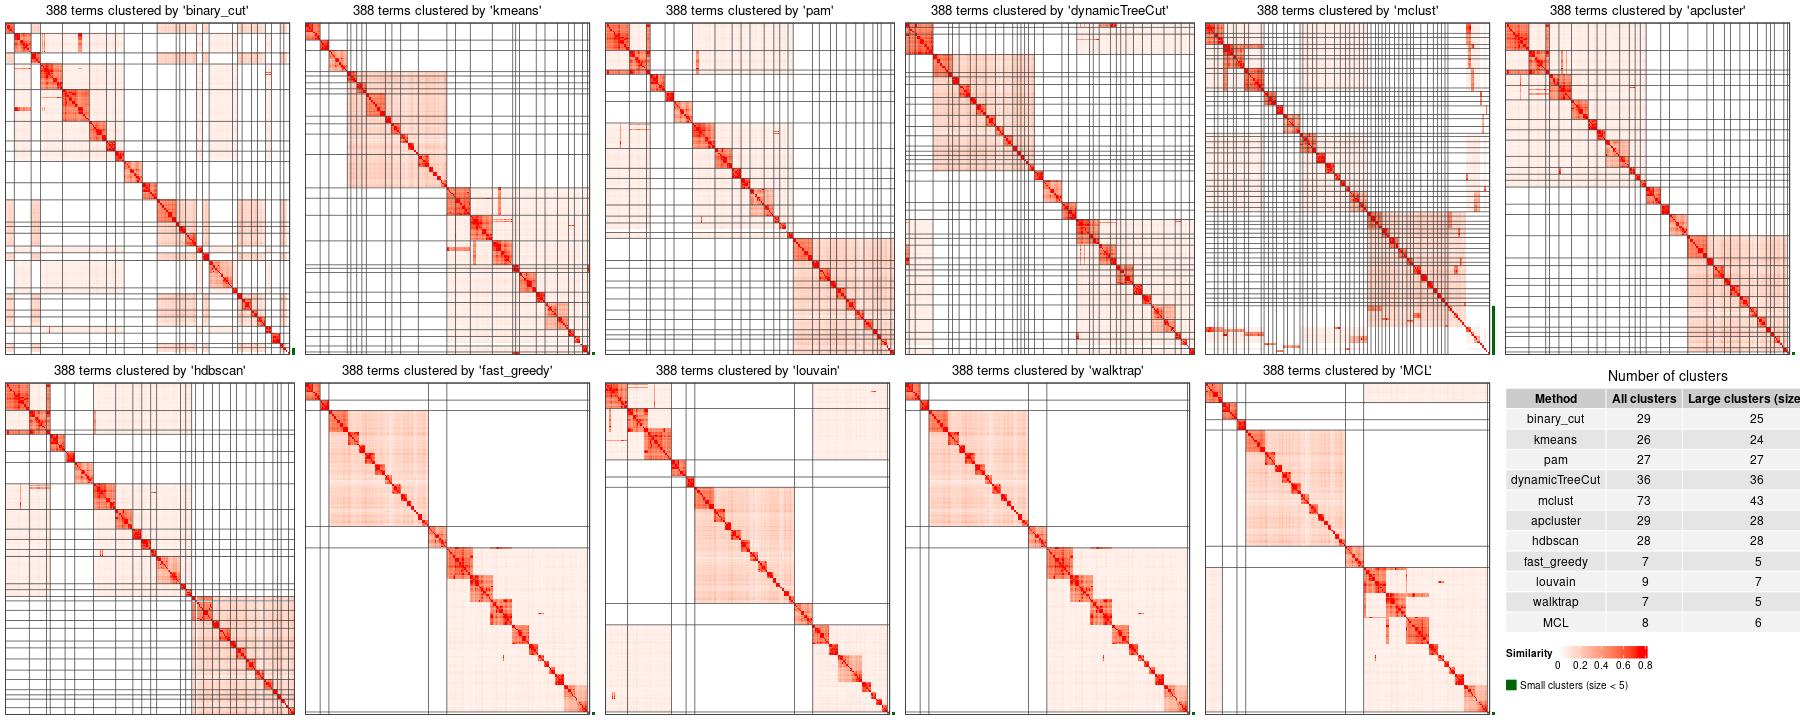 388 terms clustered by 'binary_cut'
388 terms clustered by 'kmeans'
388 terms clustered by 'pam'
388 terms clustered by 'dynamicTreeCut'
388 terms clustered by 'mclust'
388 terms clustered by 'apcluster'
388 terms clustered by 'hdbscan'
388 terms clustered by 'fast_greedy'
388 terms clustered by 'louvain'
388 terms clustered by 'walktrap'
388 terms clustered by 'MCL'
Number of clusters
Method All clusters Large clusters (size
binary_cut 29 25
kmeans 26 24
pam 27 27
dynamicTreeCut 36 36
mclust 73 43
apcluster 29 28
hdbscan 28 28
fast_greedy 7 5
louvain 9 7
walktrap 7 5
MCL 8 6
Similarity
0 0.2 0.4 0.6 0.8
Small clusters (size < 5)